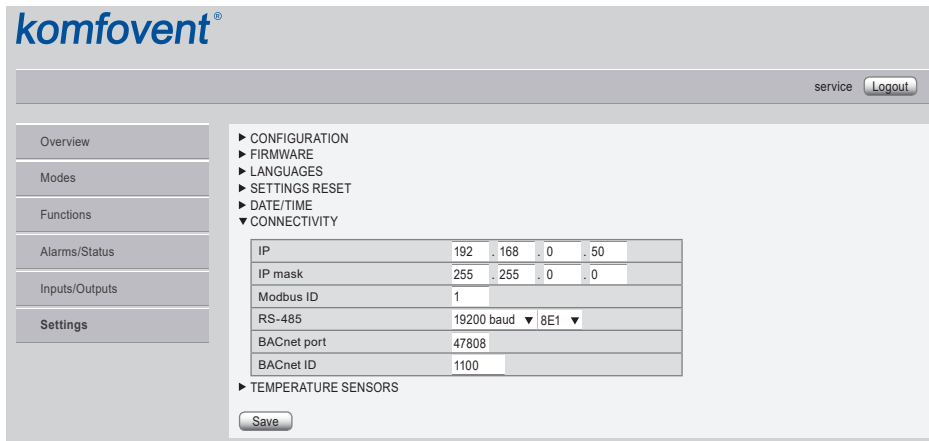 komfovent®
service Logout
Overview
Modes
Functions
Alarms/Status
Inputs/Outputs
Settings
CONFIGURATION
FIRMWARE
LANGUAGES
SETTINGS RESET
DATE/TIME
CONNECTIVITY
IP 192 . 168 . 0 . 50
IP mask 255 . 255 . 0 . 0
Modbus ID 1
RS-485 19200 baud 8E1
BACnet port 47808
BACnet ID 1100
TEMPERATURE SENSORS
Save